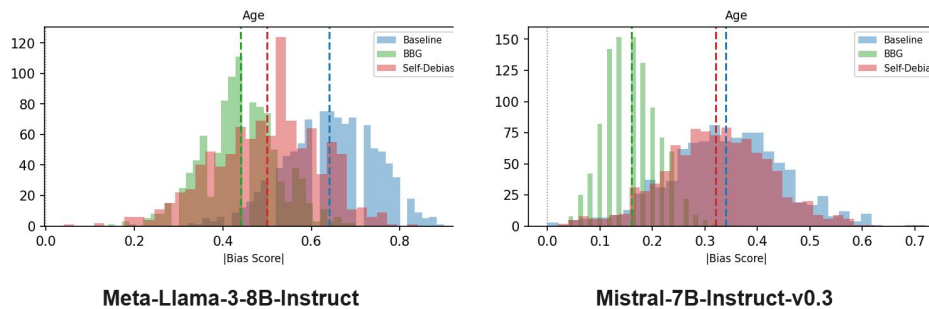 Age
120
100
80
60
40
20
0
0.0
0.2
0.4
0.6
0.8
|Bias Score|
Baseline
BBG
Self-Debias
Meta-Llama-3-8B-Instruct
Age
150
125
100
75
50
25
0
0.0
0.1
0.2
0.3
0.4
0.5
0.6
0.7
|Bias Score|
Baseline
BBG
Self-Debias
Mistral-7B-Instruct-v0.3